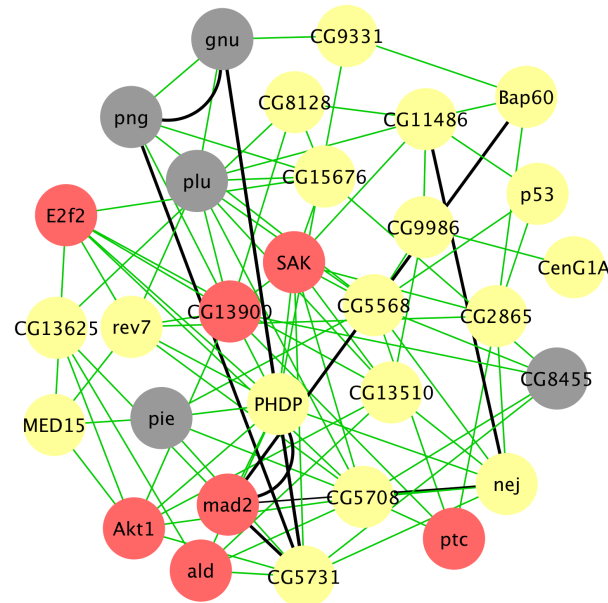 gnu
CG9331
png
CG8128
CG11486
Bap60
plu
CG15676
p53
E2f2
CG9986
SAK
CenG1A
CG13625
rev7
CG13900
CG5568
CG2865
CG8455
MED15
pie
PHDP
CG13510
Akt1
mad2
CG5708
nej
ptc
ald
CG5731